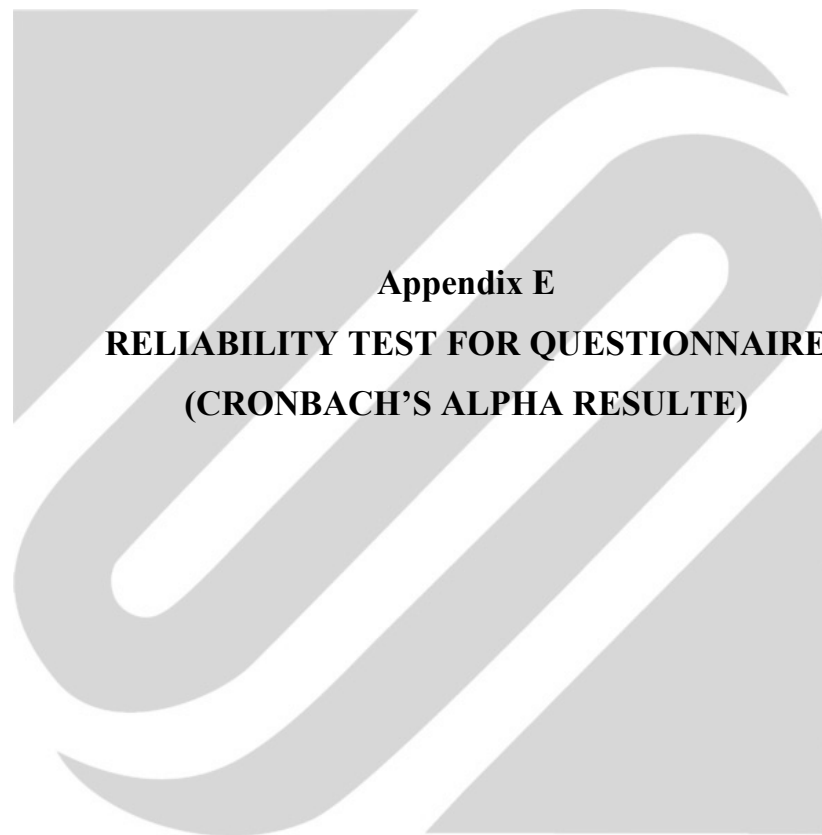 Appendix E
RELIABILITY TEST FOR QUESTIONNAIRE
(CRONBACH’S ALPHA RESULTE)